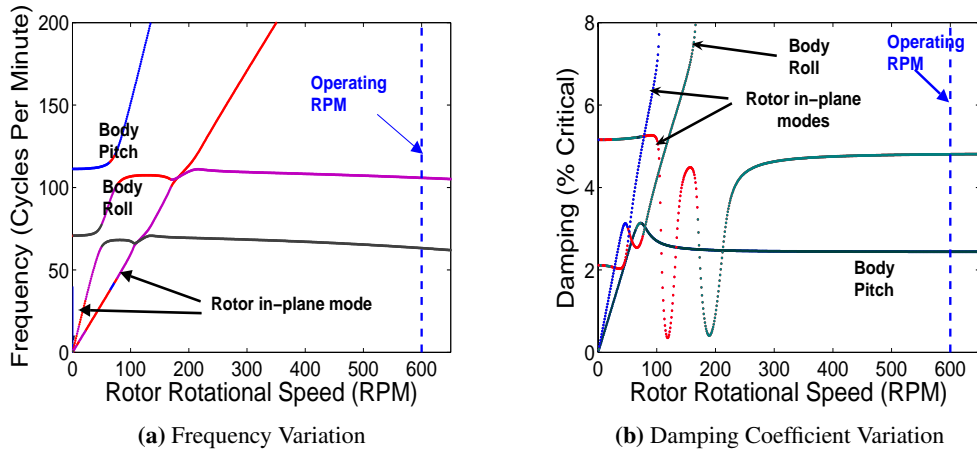 200
150
100
50
0
Frequency (Cycles Per Minute)
Body
Pitch
Body
Roll
Operating
RPM
Rotor in−plane mode
0 100 200 300 400 500 600
Rotor Rotational Speed (RPM)
(a) Frequency Variation
8
6
4
2
0
Damping (% Critical)
Body
Roll
Operating
RPM
Rotor in−plane
modes
Body
Pitch
0 100 200 300 400 500 600
Rotor Rotational Speed (RPM)
(b) Damping Coefficient Variation